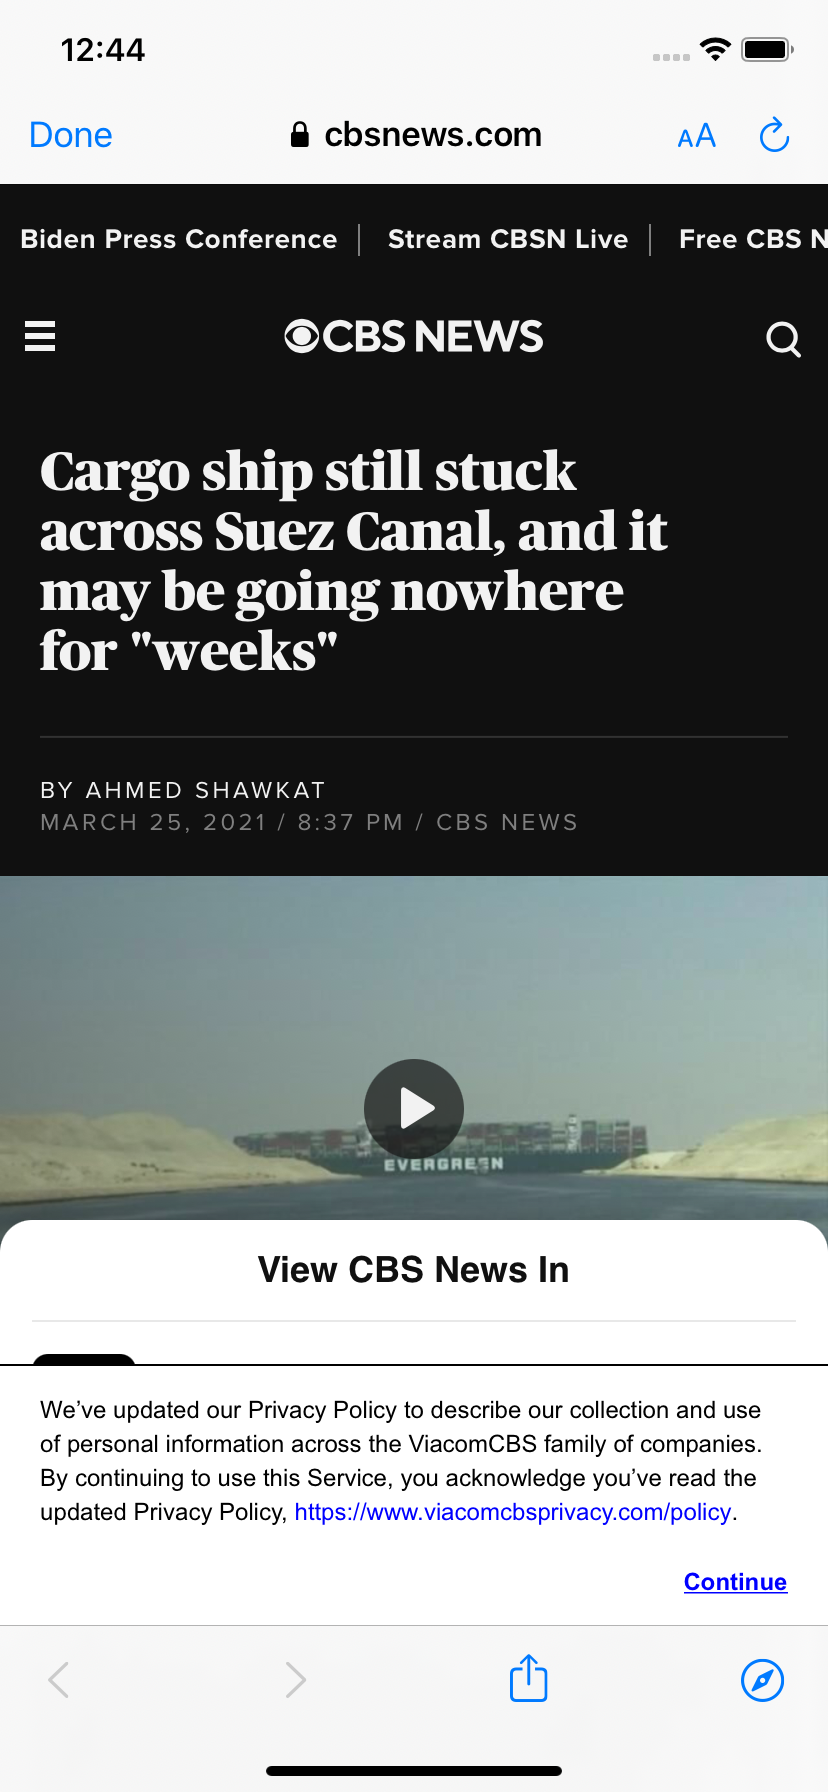 12:44
Done
cbsnews.com
AA
Biden Press Conference
Stream CBSN Live
Free CBS N
CBS NEWS
Cargo ship still stuck
across Suez Canal, and it
may be going nowhere
for "weeks"
BY AHMED SHAWKAT
MARCH 25, 2021 / 8:37 PM / CBS NEWS
EVERGREEN
View CBS News In
We’ve updated our Privacy Policy to describe our collection and use
of personal information across the ViacomCBS family of companies.
By continuing to use this Service, you acknowledge you’ve read the
updated Privacy Policy, https://www.viacomcbsprivacy.com/policy.
Continue